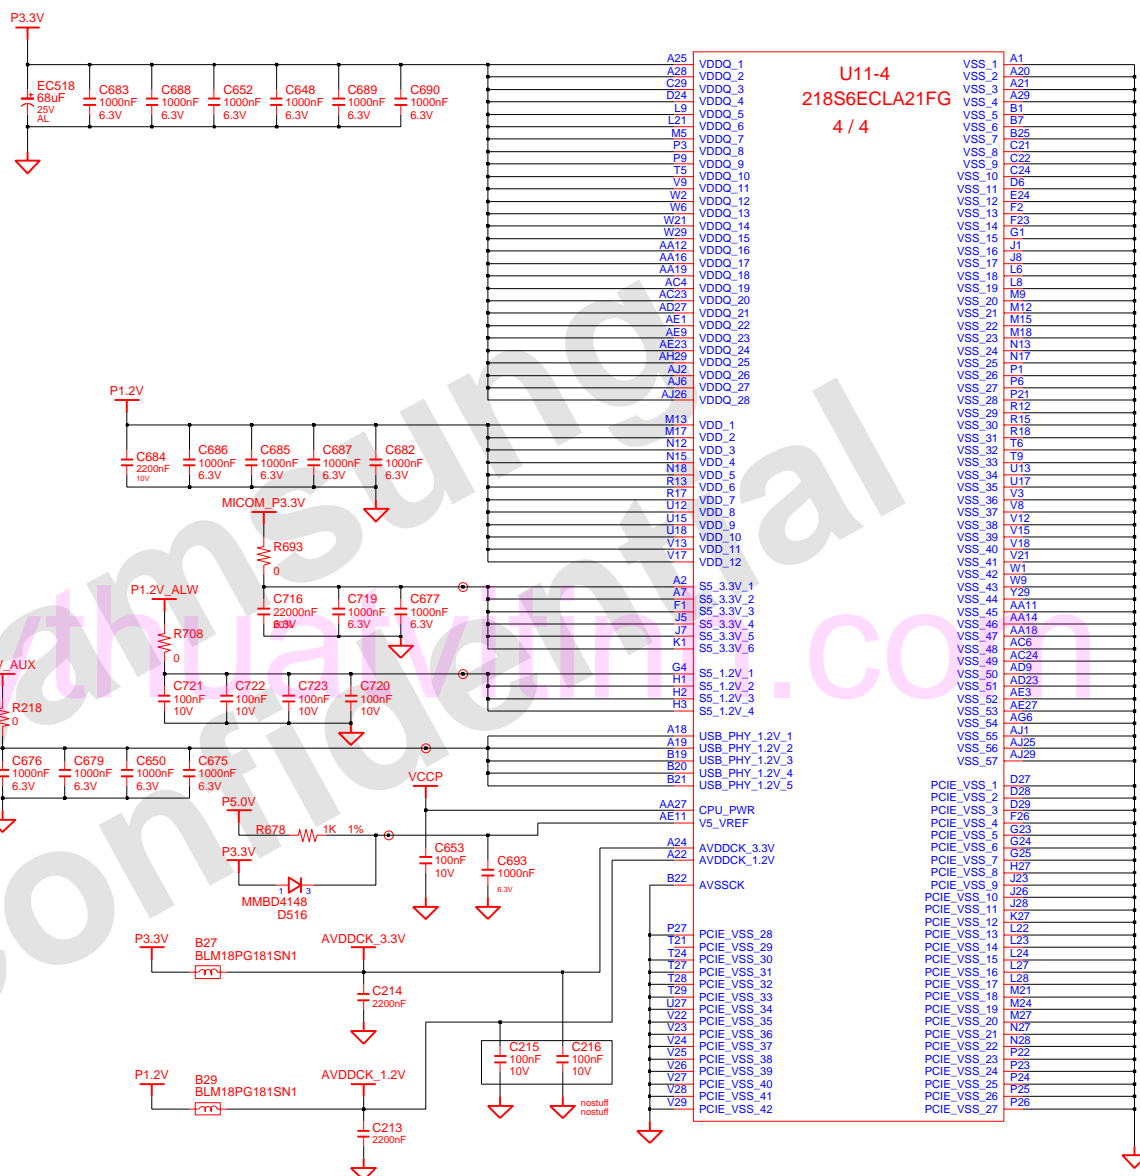 P3.3V
EC518
68uF
25V
AL
C683
1000nF
6.3V
C688
1000nF
6.3V
C652
1000nF
6.3V
C648
1000nF
6.3V
C689
1000nF
6.3V
C690
1000nF
6.3V
U11-4
218S6ECLA21FG
4 / 4
A25 VDDQ_1
A28 VDDQ_2
C29 VDDQ_3
D24 VDDQ_4
L9 VDDQ_5
L21 VDDQ_6
M5 VDDQ_7
P3 VDDQ_8
P9 VDDQ_9
T5 VDDQ_10
V9 VDDQ_11
W2 VDDQ_12
W6 VDDQ_13
W21 VDDQ_14
W29 VDDQ_15
AA12 VDDQ_16
AA16 VDDQ_17
AA19 VDDQ_18
AC4 VDDQ_19
AC23 VDDQ_20
AD27 VDDQ_21
AE1 VDDQ_22
AE9 VDDQ_23
AE23 VDDQ_24
AH29 VDDQ_25
AJ2 VDDQ_26
AJ6 VDDQ_27
AJ26 VDDQ_28
P1.2V
C684
2200nF
10V
C686
1000nF
6.3V
C685
1000nF
6.3V
C687
1000nF
6.3V
C682
1000nF
6.3V
M13 VDD_1
M17 VDD_2
N12 VDD_3
N15 VDD_4
N18 VDD_5
R13 VDD_6
R17 VDD_7
U12 VDD_8
U15 VDD_9
U18 VDD_10
V13 VDD_11
V17 VDD_12
MICOM_P3.3V
R693
0
C716
22000nF
C719
1000nF
6.3V
C677
1000nF
6.3V
A2 S5_3.3V_1
A7 S5_3.3V_2
F1 S5_3.3V_3
J5 S5_3.3V_4
J7 S5_3.3V_5
K1 S5_3.3V_6
P1.2V_ALW
R708
0
C721
100nF
10V
C722
100nF
10V
C723
100nF
10V
C720
100nF
10V
G4 S5_1.2V_1
H1 S5_1.2V_2
H2 S5_1.2V_3
H3 S5_1.2V_4
V_AUX
R218
0
C676
1000nF
6.3V
C679
1000nF
6.3V
C650
1000nF
6.3V
C675
1000nF
6.3V
A18 USB_PHY_1.2V_1
A19 USB_PHY_1.2V_2
B19 USB_PHY_1.2V_3
B20 USB_PHY_1.2V_4
B21 USB_PHY_1.2V_5
VCCP
AA27 CPU_PWR
AE11 V5_VREF
P5.0V
R678 1K 1%
P3.3V
1 3
MMBD4148
D516
C653
100nF
10V
C693
1000nF
6.3V
A24 AVDDCK_3.3V
A22 AVDDCK_1.2V
B22 AVSSCK
P3.3V
B27
BLM18PG181SN1
AVDDCK_3.3V
C214
2200nF
P1.2V
B29
BLM18PG181SN1
AVDDCK_1.2V
C213
2200nF
C215
100nF
10V
C216
100nF
10V
nostuff
nostuff
P27 PCIE_VSS_28
T21 PCIE_VSS_29
T24 PCIE_VSS_30
T27 PCIE_VSS_31
T28 PCIE_VSS_32
T29 PCIE_VSS_33
U27 PCIE_VSS_34
V22 PCIE_VSS_35
V23 PCIE_VSS_36
V24 PCIE_VSS_37
V25 PCIE_VSS_38
V26 PCIE_VSS_39
V27 PCIE_VSS_40
V28 PCIE_VSS_41
V29 PCIE_VSS_42
VSS_1 A1
VSS_2 A20
VSS_3 A21
VSS_4 A29
VSS_5 B1
VSS_6 B7
VSS_7 B25
VSS_8 C21
VSS_9 C22
VSS_10 C24
VSS_11 D6
VSS_12 E24
VSS_13 F2
VSS_14 F23
VSS_15 G1
VSS_16 J1
VSS_17 J8
VSS_18 L6
VSS_19 L8
VSS_20 M9
VSS_21 M12
VSS_22 M15
VSS_23 M18
VSS_24 N13
VSS_25 N17
VSS_26 P1
VSS_27 P6
VSS_28 P21
VSS_29 R12
VSS_30 R15
VSS_31 R18
VSS_32 T6
VSS_33 T9
VSS_34 U13
VSS_35 U17
VSS_36 V3
VSS_37 V8
VSS_38 V12
VSS_39 V15
VSS_40 V18
VSS_41 V21
VSS_42 W1
VSS_43 W9
VSS_44 Y29
VSS_45 AA11
VSS_46 AA14
VSS_47 AA18
VSS_48 AC6
VSS_49 AC24
VSS_50 AD9
VSS_51 AD23
VSS_52 AE3
VSS_53 AE27
VSS_54 AG6
VSS_55 AJ1
VSS_56 AJ25
VSS_57 AJ29
PCIE_VSS_1 D27
PCIE_VSS_2 D28
PCIE_VSS_3 D29
PCIE_VSS_4 F26
PCIE_VSS_5 G23
PCIE_VSS_6 G24
PCIE_VSS_7 G25
PCIE_VSS_8 H27
PCIE_VSS_9 J23
PCIE_VSS_10 J26
PCIE_VSS_11 J28
PCIE_VSS_12 K27
PCIE_VSS_13 L22
PCIE_VSS_14 L23
PCIE_VSS_15 L24
PCIE_VSS_16 L27
PCIE_VSS_17 L28
PCIE_VSS_18 M21
PCIE_VSS_19 M24
PCIE_VSS_20 M27
PCIE_VSS_21 N27
PCIE_VSS_22 N28
PCIE_VSS_23 P22
PCIE_VSS_24 P23
PCIE_VSS_25 P24
PCIE_VSS_26 P25
PCIE_VSS_27 P26
amsung
Confidential
ythuatvitinh.com